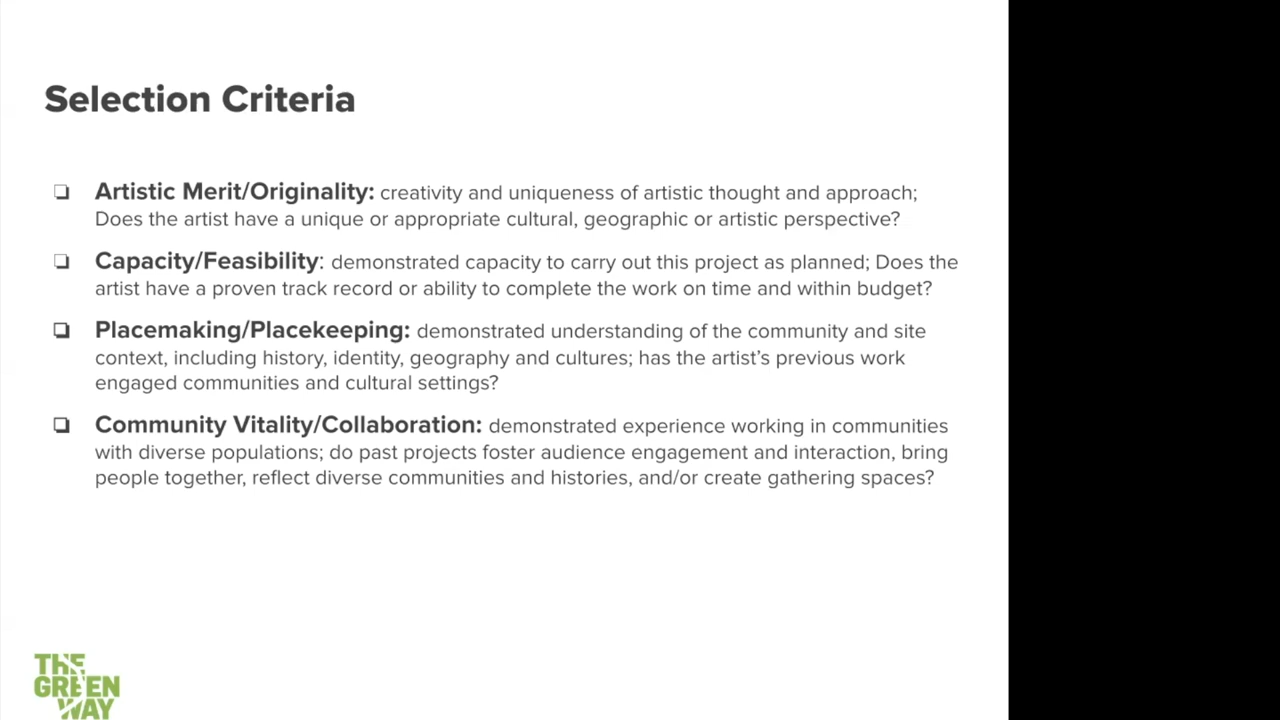 Selection Criteria
❏ Artistic Merit/Originality: creativity and uniqueness of artistic thought and approach;
Does the artist have a unique or appropriate cultural, geographic or artistic perspective?
❏ Capacity/Feasibility: demonstrated capacity to carry out this project as planned; Does the
artist have a proven track record or ability to complete the work on time and within budget?
❏ Placemaking/Placekeeping: demonstrated understanding of the community and site
context, including history, identity, geography and cultures; has the artist’s previous work
engaged communities and cultural settings?
❏ Community Vitality/Collaboration: demonstrated experience working in communities
with diverse populations; do past projects foster audience engagement and interaction, bring
people together, reflect diverse communities and histories, and/or create gathering spaces?
THE
GREEN
WAY